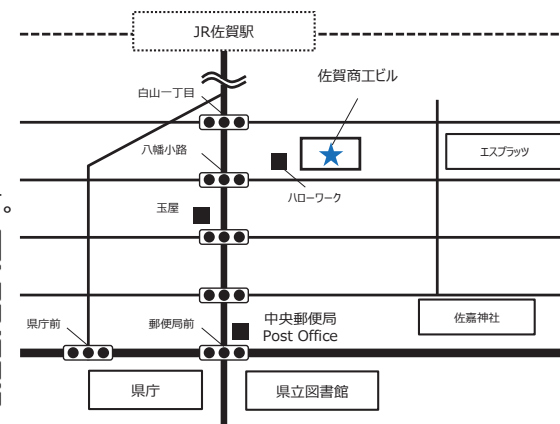 JR佐賀駅
佐賀商工ビル
白山一丁目
八幡小路
エスプラッツ
ハローワーク
玉屋
。
県庁前
郵便局前
中央郵便局
Post Office
佐嘉神社
県庁
県立図書館